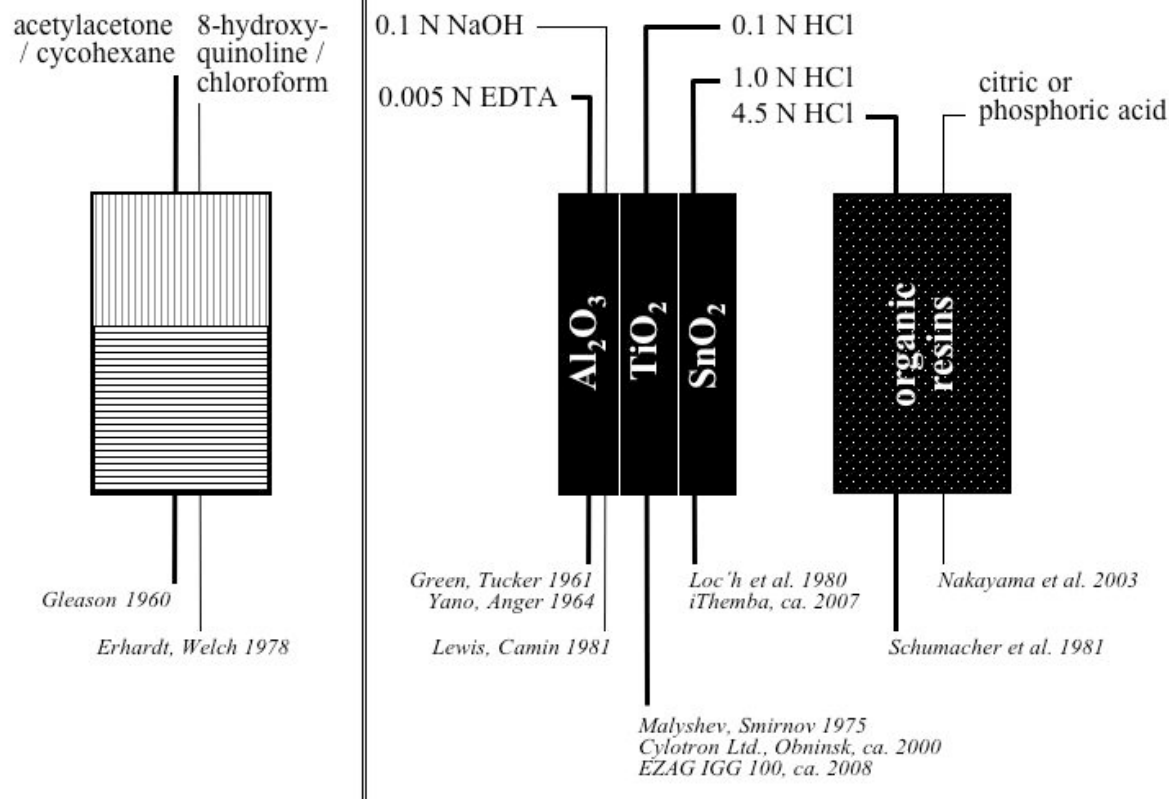 acetylacetone
/ cycohexane
8-hydroxy-
quinoline /
chloroform
0.1 N NaOH
0.005 N EDTA
0.1 N HCl
1.0 N HCl
4.5 N HCl
citric or
phosphoric acid
Al₂O₃
TiO₂
SnO₂
organic
resins
Gleason 1960
Erhardt, Welch 1978
Green, Tucker 1961
Yano, Anger 1964
Lewis, Camin 1981
Loc´h et al. 1980
iThemba, ca. 2007
Malyshev, Smirnov 1975
Cylotron Ltd., Obninsk, ca. 2000
EZAG IGG 100, ca. 2008
Nakayama et al. 2003
Schumacher et al. 1981